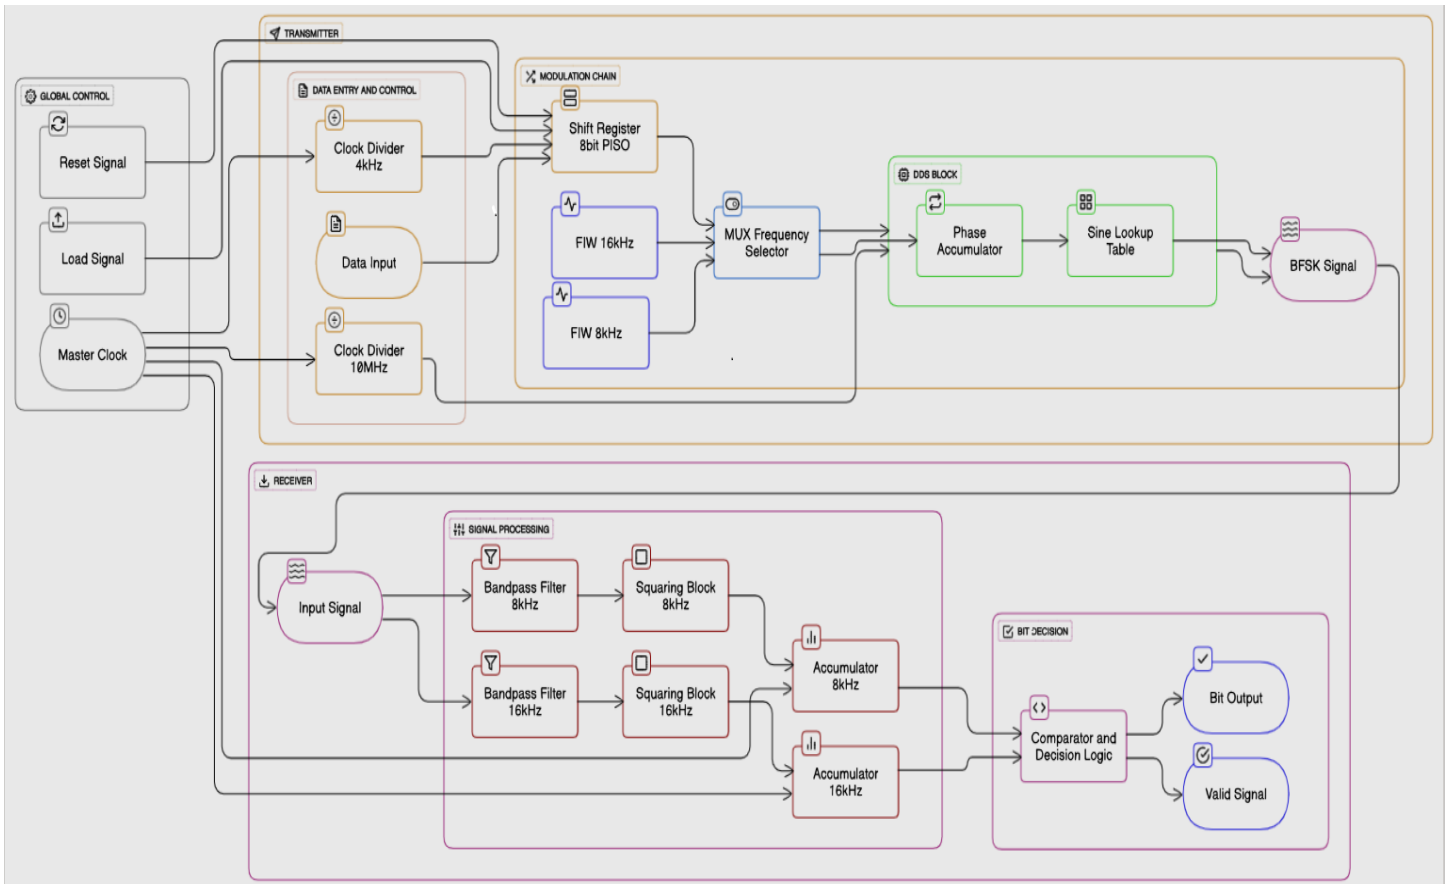 TRANSMITTER
GLOBAL CONTROL
Reset Signal
Load Signal
Master Clock
DATA ENTRY AND CONTROL
Clock Divider
4kHz
Data Input
Clock Divider
10MHz
MODULATION CHAIN
Shift Register
8bit PISO
FIW 16kHz
FIW 8kHz
MUX Frequency
Selector
DDS BLOCK
Phase
Accumulator
Sine Lookup
Table
BFSK Signal
RECEIVER
Input Signal
SIGNAL PROCESSING
Bandpass Filter
8kHz
Squaring Block
8kHz
Bandpass Filter
16kHz
Squaring Block
16kHz
Accumulator
8kHz
Accumulator
16kHz
BIT DECISION
Comparator and
Decision Logic
Bit Output
Valid Signal